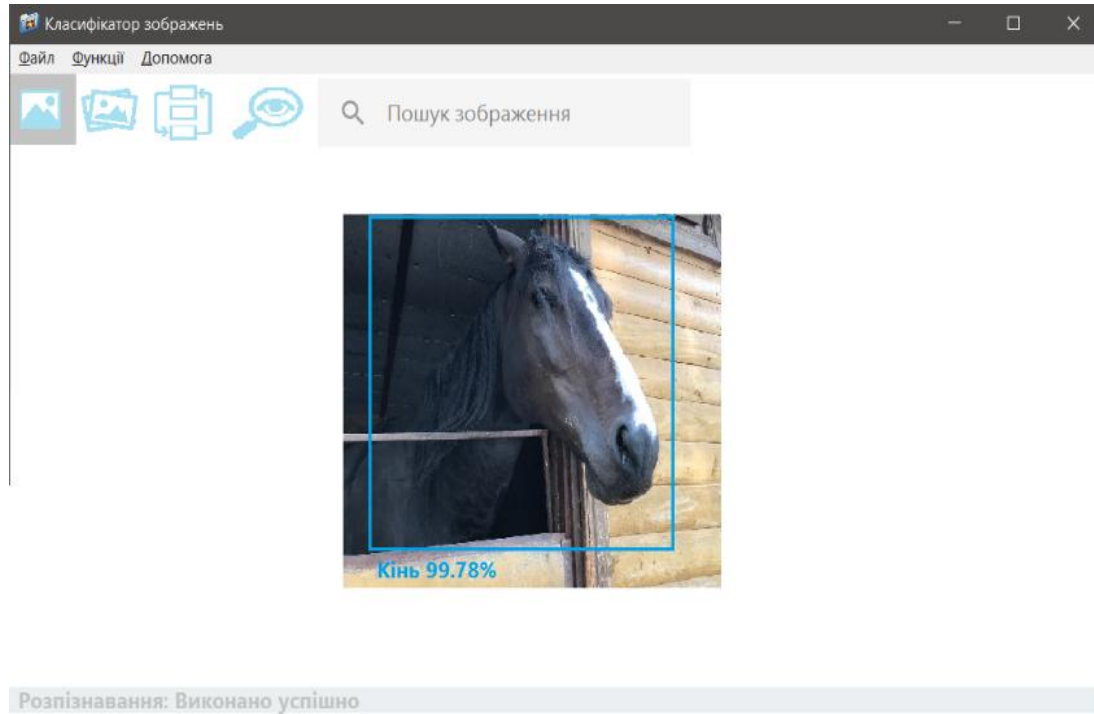 Класифікатор зображень
Файл Функції Допомога
Пошук зображення
Кінь 99.78%
Розпізнавання: Виконано успішно